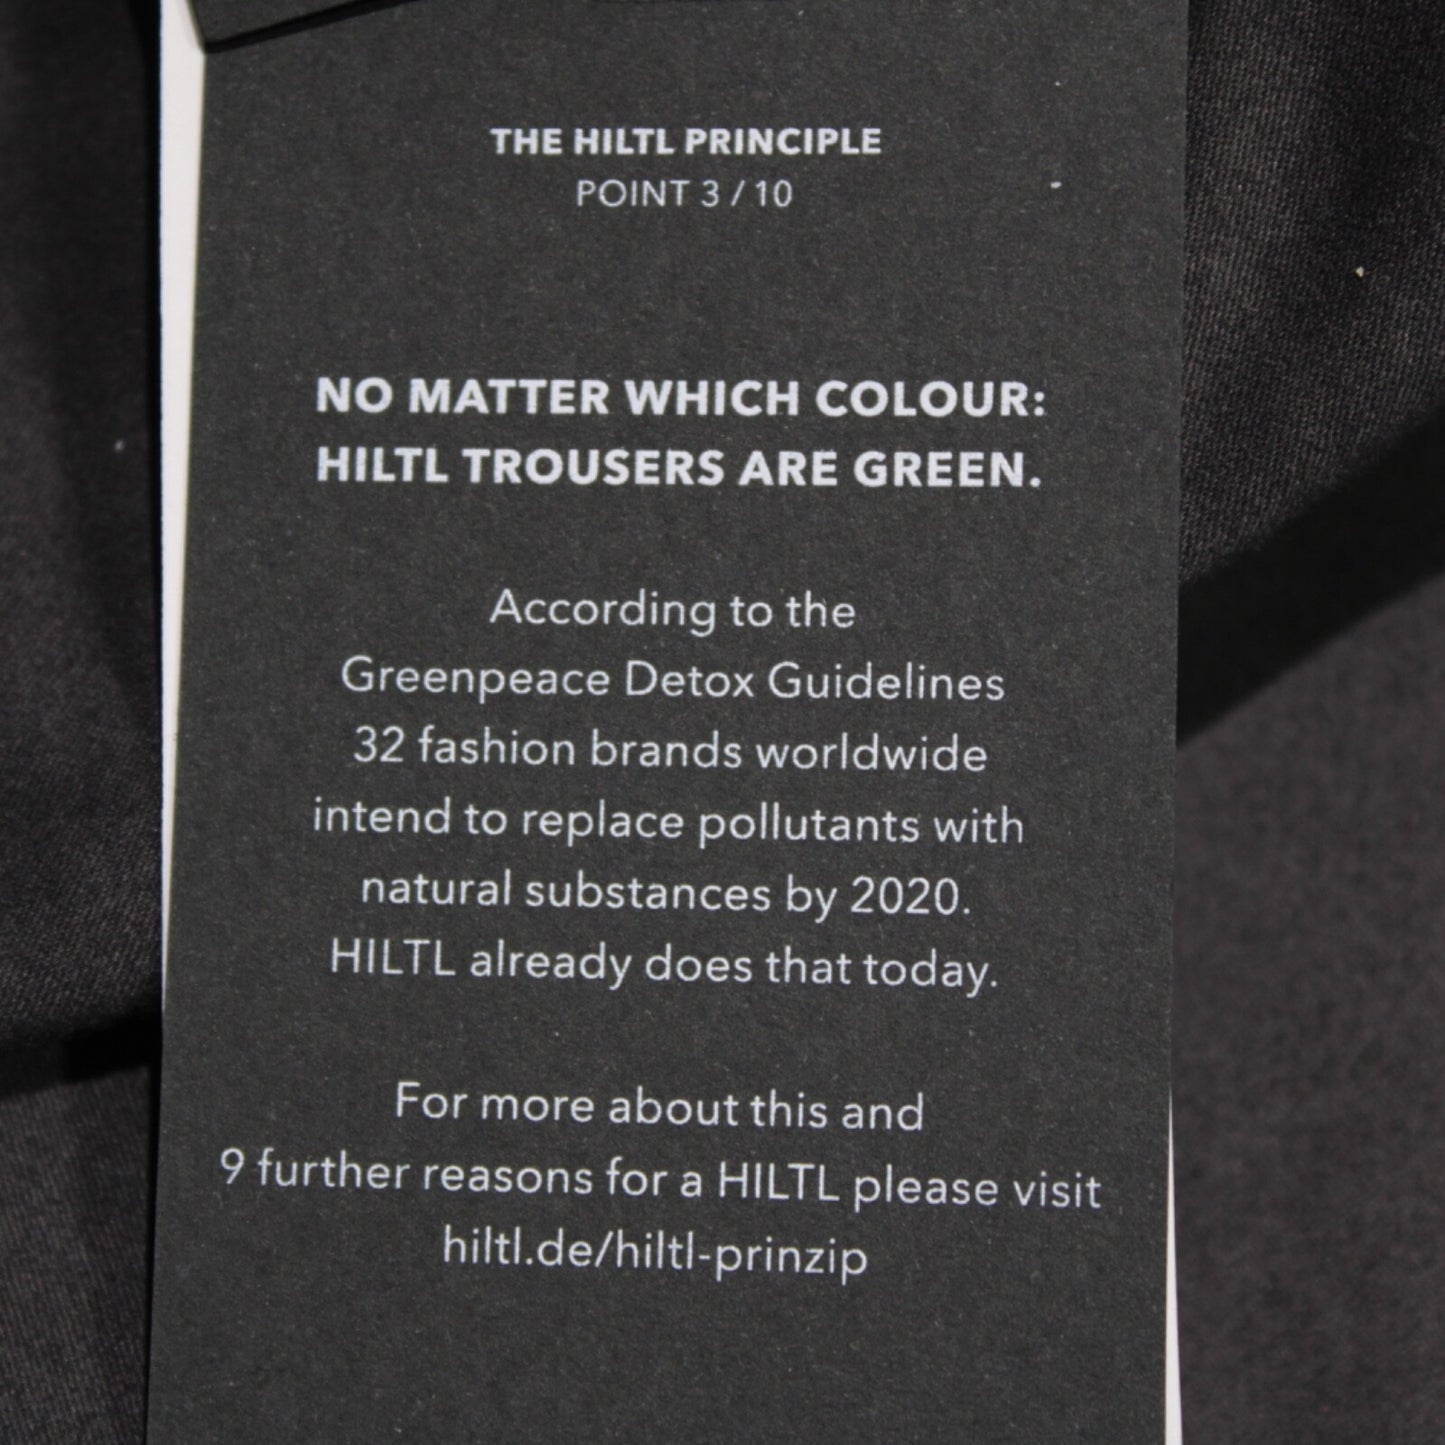 THE HILTL PRINCIPLE
POINT 3 / 10
NO MATTER WHICH COLOUR:
HILTL TROUSERS ARE GREEN.
According to the
Greenpeace Detox Guidelines
32 fashion brands worldwide
intend to replace pollutants with
natural substances by 2020.
HILTL already does that today.
For more about this and
9 further reasons for a HILTL please visit
hiltl.de/hiltl-prinzip